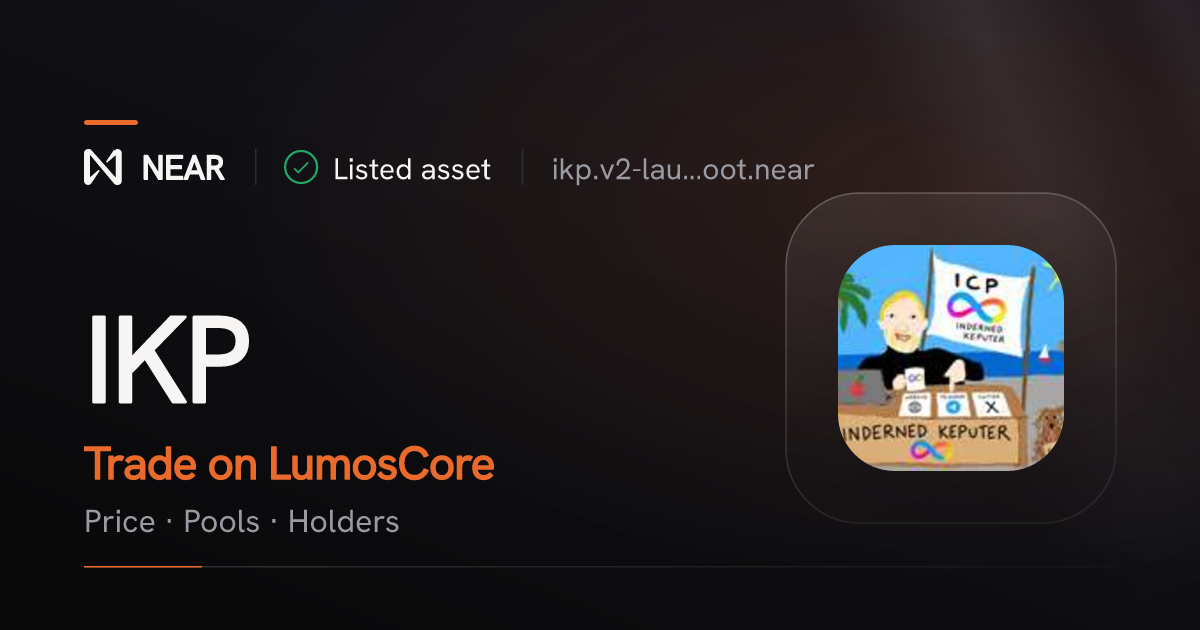 NEAR
Listed asset
ikp.v2-lau...oot.near
IKP
Trade on LumosCore
Price · Pools · Holders
ICP
INDERNED
KEPUTER
X
INDERNED KEPUTER